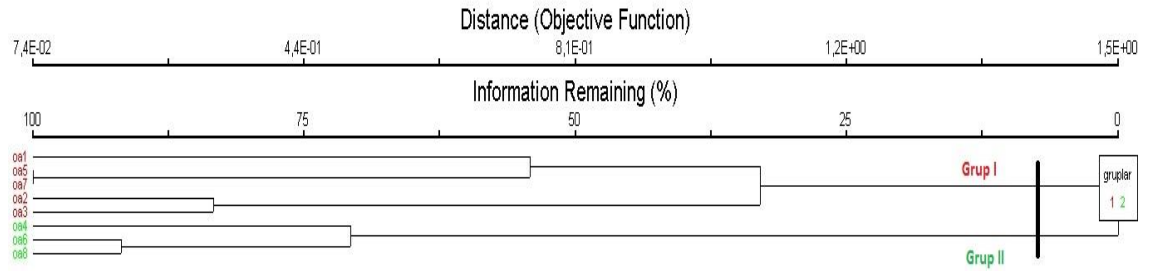 Distance (Objective Function)
7,4E-02 4,4E-01 8,1E-01 1,2E+00 1,5E+00
Information Remaining (%)
100 75 50 25 0
oa1
oa5
oa7
oa2
oa3
oa4
oa6
oa8
Grup I
Grup II
gruplar
1 2